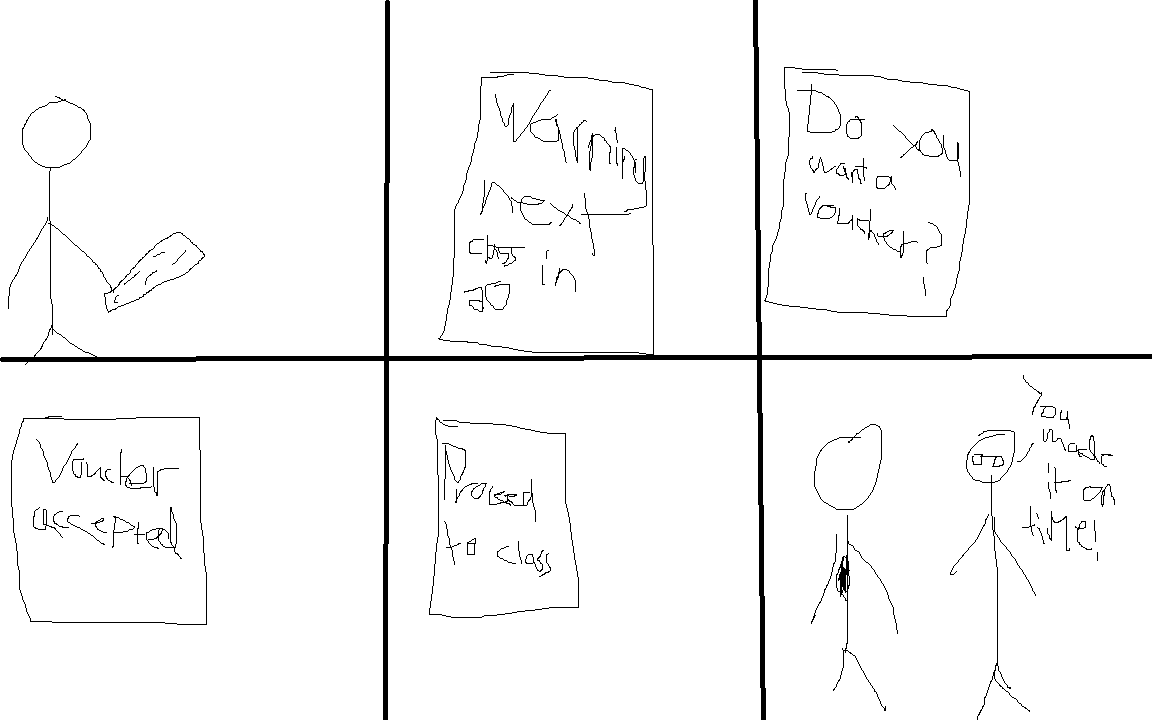 Warning
next
class in
20
Do you
want a
voucher?
Voucher
accepted
Proceed
to class
You
made
it on
time!